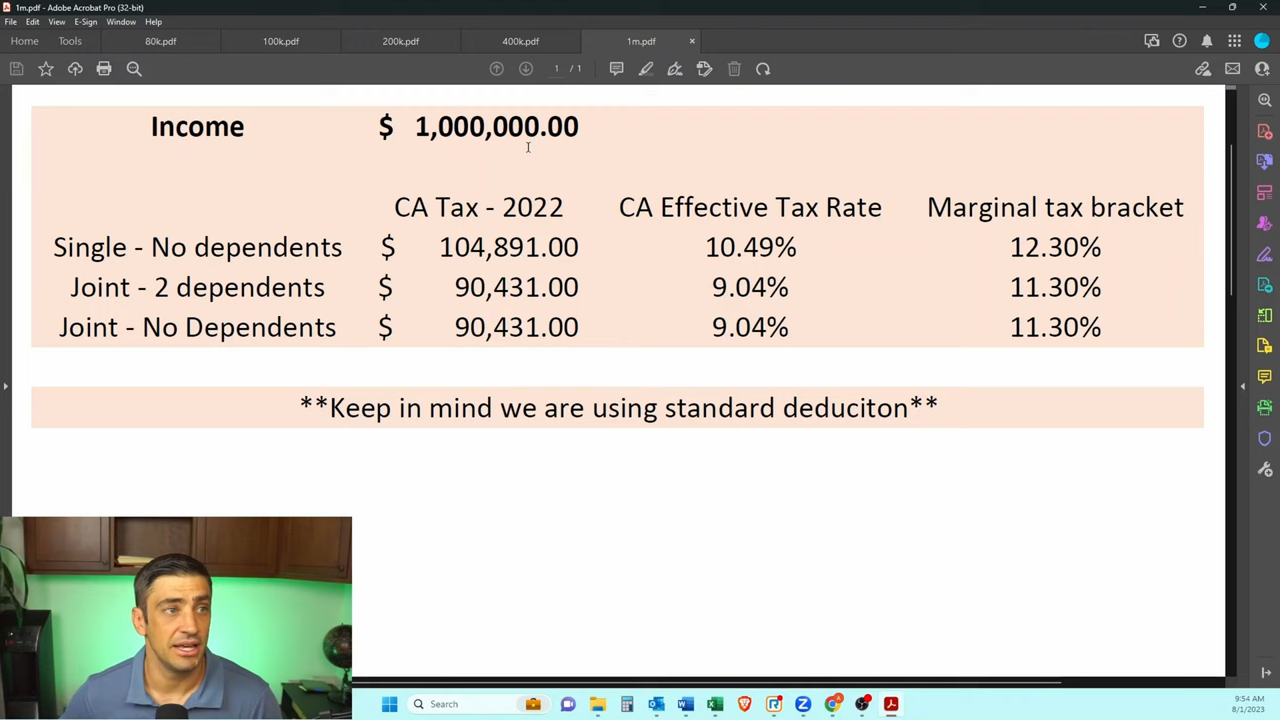 1m.pdf - Adobe Acrobat Pro (32-bit)
File Edit View E-Sign Window Help
Home Tools 80k.pdf 100k.pdf 200k.pdf 400k.pdf 1m.pdf ×
1 / 1
Income $ 1,000,000.00
CA Tax - 2022 CA Effective Tax Rate Marginal tax bracket
Single - No dependents $ 104,891.00 10.49% 12.30%
Joint - 2 dependents $ 90,431.00 9.04% 11.30%
Joint - No Dependents $ 90,431.00 9.04% 11.30%
**Keep in mind we are using standard deduciton**
Search
9:54 AM
8/1/2023